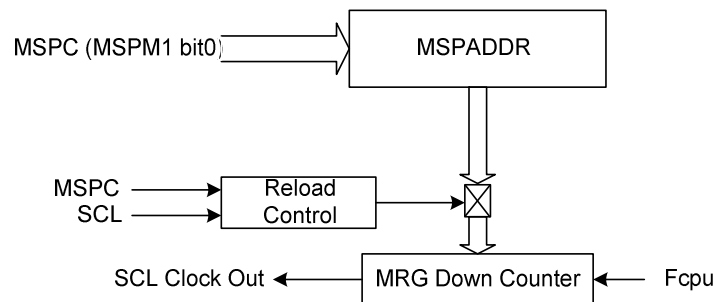 MSPC (MSPM1 bit0)
MSPADDR
MSPC
SCL
Reload
Control
SCL Clock Out
MRG Down Counter
Fcpu